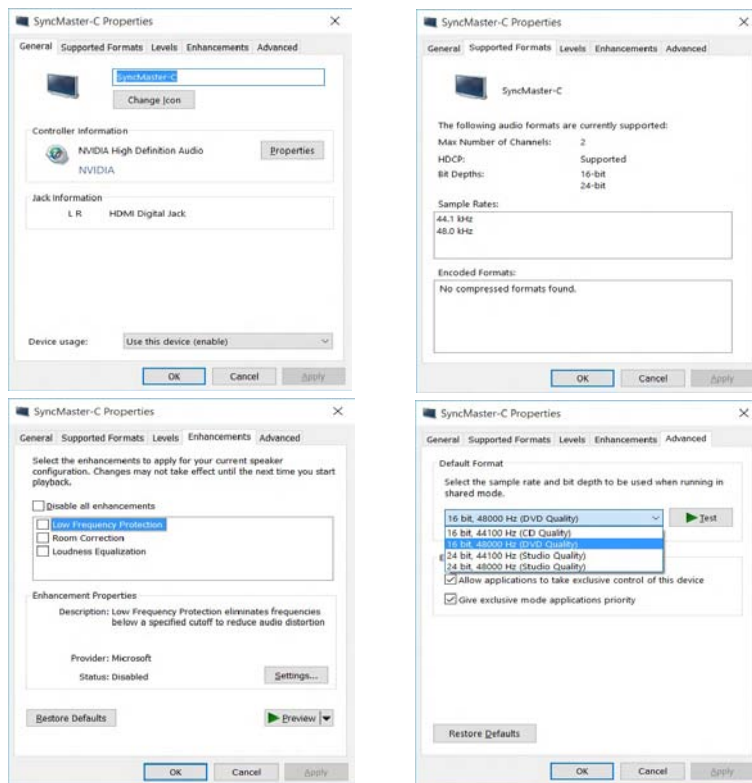 SyncMaster-C Properties
General Supported Formats Levels Enhancements Advanced
SyncMaster-C
Change Icon
Controller Information
NVIDIA High Definition Audio
Properties
NVIDIA
Jack Information
L R HDMI Digital Jack
Device usage: Use this device (enable)
OK Cancel Apply
SyncMaster-C Properties
General Supported Formats Levels Enhancements Advanced
SyncMaster-C
The following audio formats are currently supported:
Max Number of Channels: 2
HDCP: Supported
Bit Depths: 16-bit
24-bit
Sample Rates:
44.1 kHz
48.0 kHz
Encoded Formats:
No compressed formats found.
OK Cancel Apply
SyncMaster-C Properties
General Supported Formats Levels Enhancements Advanced
Select the enhancements to apply for your current speaker
configuration. Changes may not take effect until the next time you start
playback.
Disable all enhancements
Low Frequency Protection
Room Correction
Loudness Equalization
Enhancement Properties
Description: Low Frequency Protection eliminates frequencies
below a specified cutoff to reduce audio distortion
Provider: Microsoft
Status: Disabled
Settings...
Restore Defaults
Preview
OK Cancel Apply
SyncMaster-C Properties
General Supported Formats Levels Enhancements Advanced
Default Format
Select the sample rate and bit depth to be used when running in
shared mode.
16 bit, 48000 Hz (DVD Quality)
Test
16 bit, 44100 Hz (CD Quality)
16 bit, 48000 Hz (DVD Quality)
24 bit, 44100 Hz (Studio Quality)
24 bit, 48000 Hz (Studio Quality)
Allow applications to take exclusive control of this device
Give exclusive mode applications priority
Restore Defaults
OK Cancel Apply